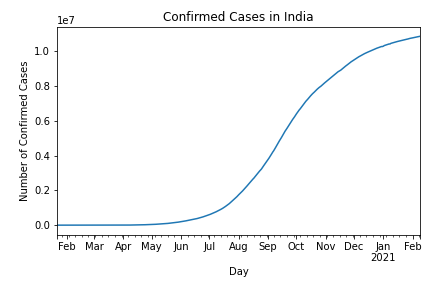 Confirmed Cases in India
1e7
Number of Confirmed Cases
1.0
0.8
0.6
0.4
0.2
0.0
Feb Mar Apr May Jun Jul Aug Sep Oct Nov Dec Jan Feb
2021
Day